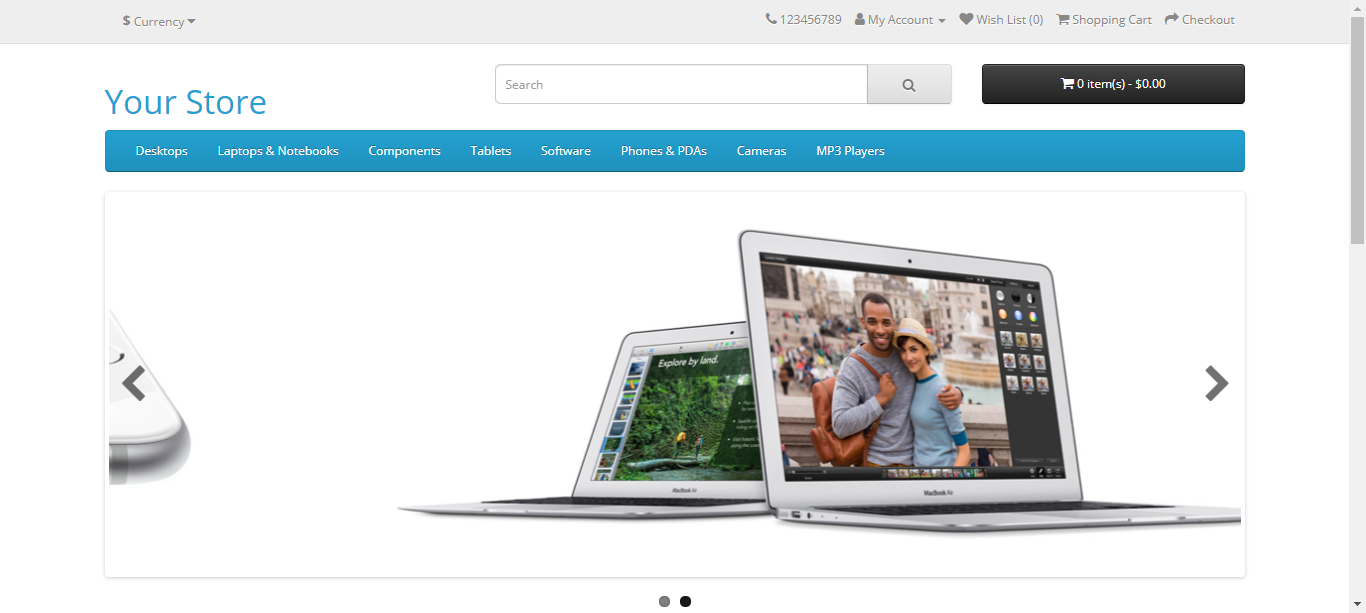 $ Currency
123456789 My Account Wish List (0) Shopping Cart Checkout
Your Store
Search
0 item(s) - $0.00
Desktops Laptops & Notebooks Components Tablets Software Phones & PDAs Cameras MP3 Players
Explore by land.
MacBook Air
MacBook Air